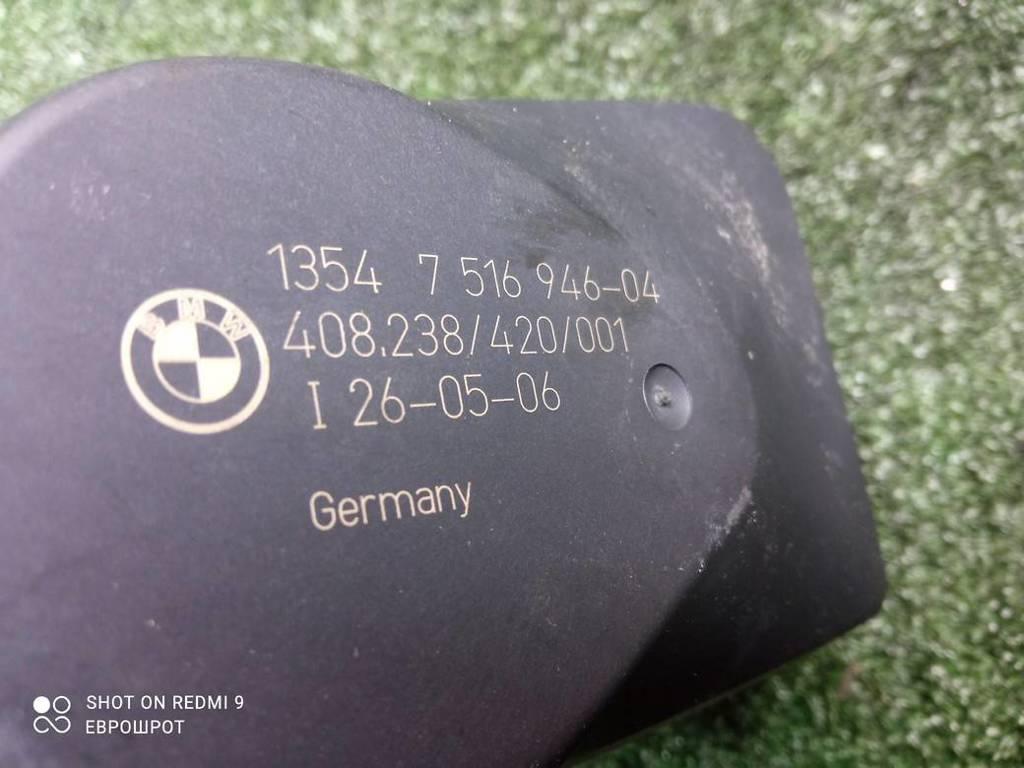 BMW
1354 7 516 946-04
408.238/420/001
I 26-05-06
Germany
SHOT ON REDMI 9
ЕВРОШРОТ